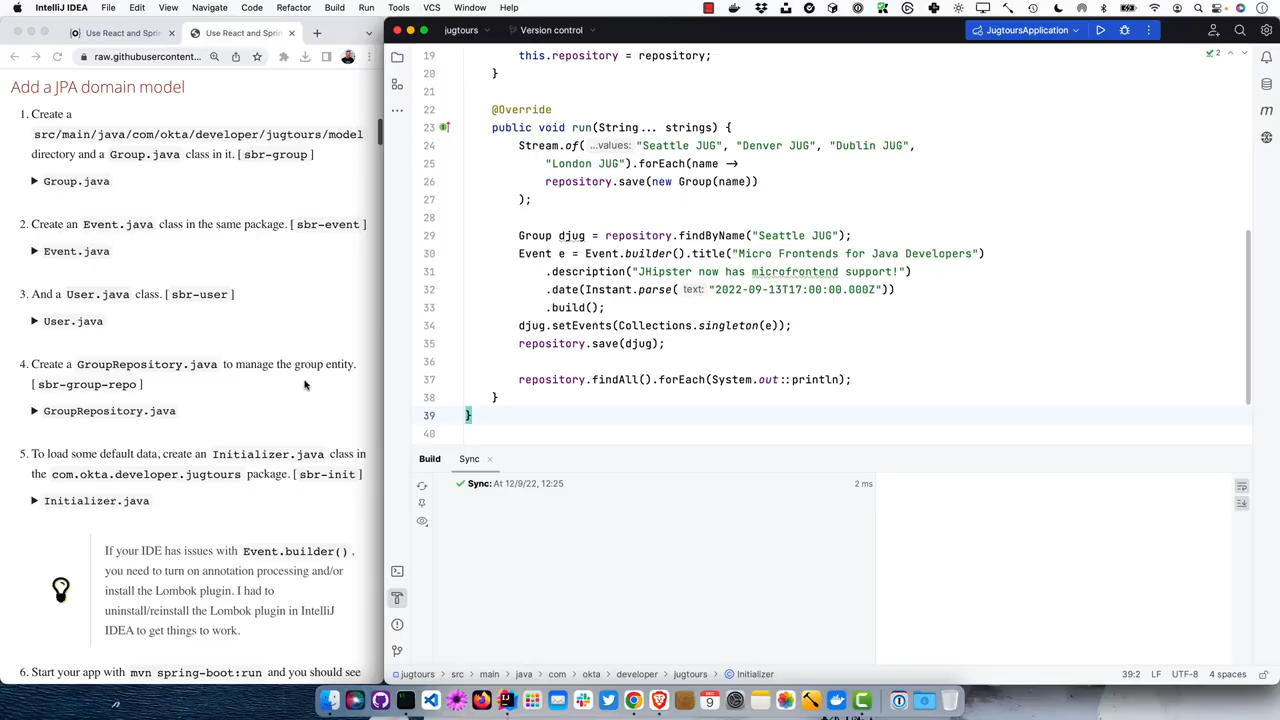 IntelliJ IDEA File Edit View Navigate Code Refactor Build Run Tools VCS Window Help
Use React and Sprin
Use React and Sprin
raw.githubusercontent...
Add a JPA domain model
1. Create a
src/main/java/com/okta/developer/jugtours/model
directory and a Group.java class in it. [ sbr-group ]
Group.java
2. Create an Event.java class in the same package. [ sbr-event ]
Event.java
3. And a User.java class. [ sbr-user ]
User.java
4. Create a GroupRepository.java to manage the group entity.
[ sbr-group-repo ]
GroupRepository.java
5. To load some default data, create an Initializer.java class in
the com.okta.developer.jugtours package. [ sbr-init ]
Initializer.java
If your IDE has issues with Event.builder() ,
you need to turn on annotation processing and/or
install the Lombok plugin. I had to
uninstall/reinstall the Lombok plugin in IntelliJ
IDEA to get things to work.
6. Start your app with mvn spring-boot:run and you should see
jugtours Version control JugtoursApplication
2
19 this.repository = repository;
20 }
21
22 @Override
23 public void run(String... strings) {
24 Stream.of( ...values: "Seattle JUG", "Denver JUG", "Dublin JUG",
25 "London JUG").forEach(name ->
26 repository.save(new Group(name))
27 );
28
29 Group djug = repository.findByName("Seattle JUG");
30 Event e = Event.builder().title("Micro Frontends for Java Developers")
31 .description("JHipster now has microfrontend support!")
32 .date(Instant.parse( text: "2022-09-13T17:00:00.000Z"))
33 .build();
34 djug.setEvents(Collections.singleton(e));
35 repository.save(djug);
36
37 repository.findAll().forEach(System.out::println);
38 }
39 }
40
Build Sync
Sync: At 12/9/22, 12:25 2 ms
jugtours src main java com okta developer jugtours Initializer 39:2 LF UTF-8 4 spaces